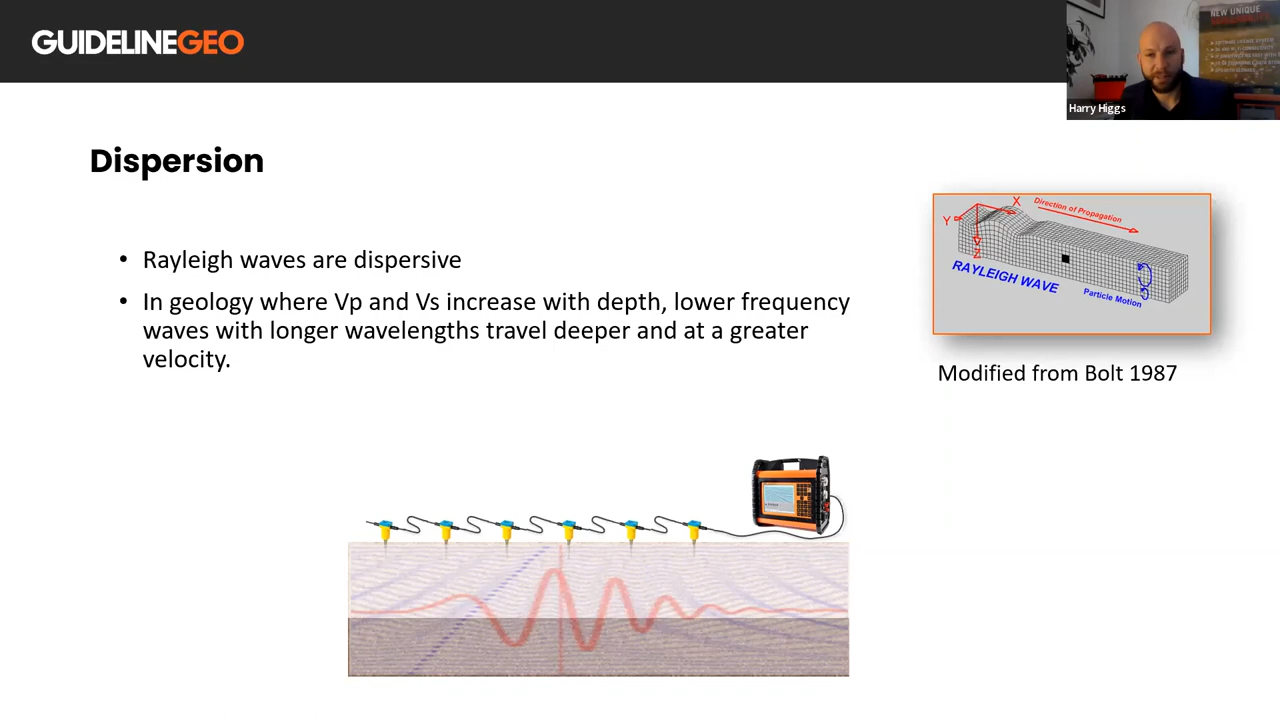 GUIDELINEGEO
NEW UNIQUE
Harry Higgs
Dispersion
• Rayleigh waves are dispersive
• In geology where Vp and Vs increase with depth, lower frequency
waves with longer wavelengths travel deeper and at a greater
velocity.
X
Y
Z
Direction of Propagation
RAYLEIGH WAVE
Particle Motion
Modified from Bolt 1987